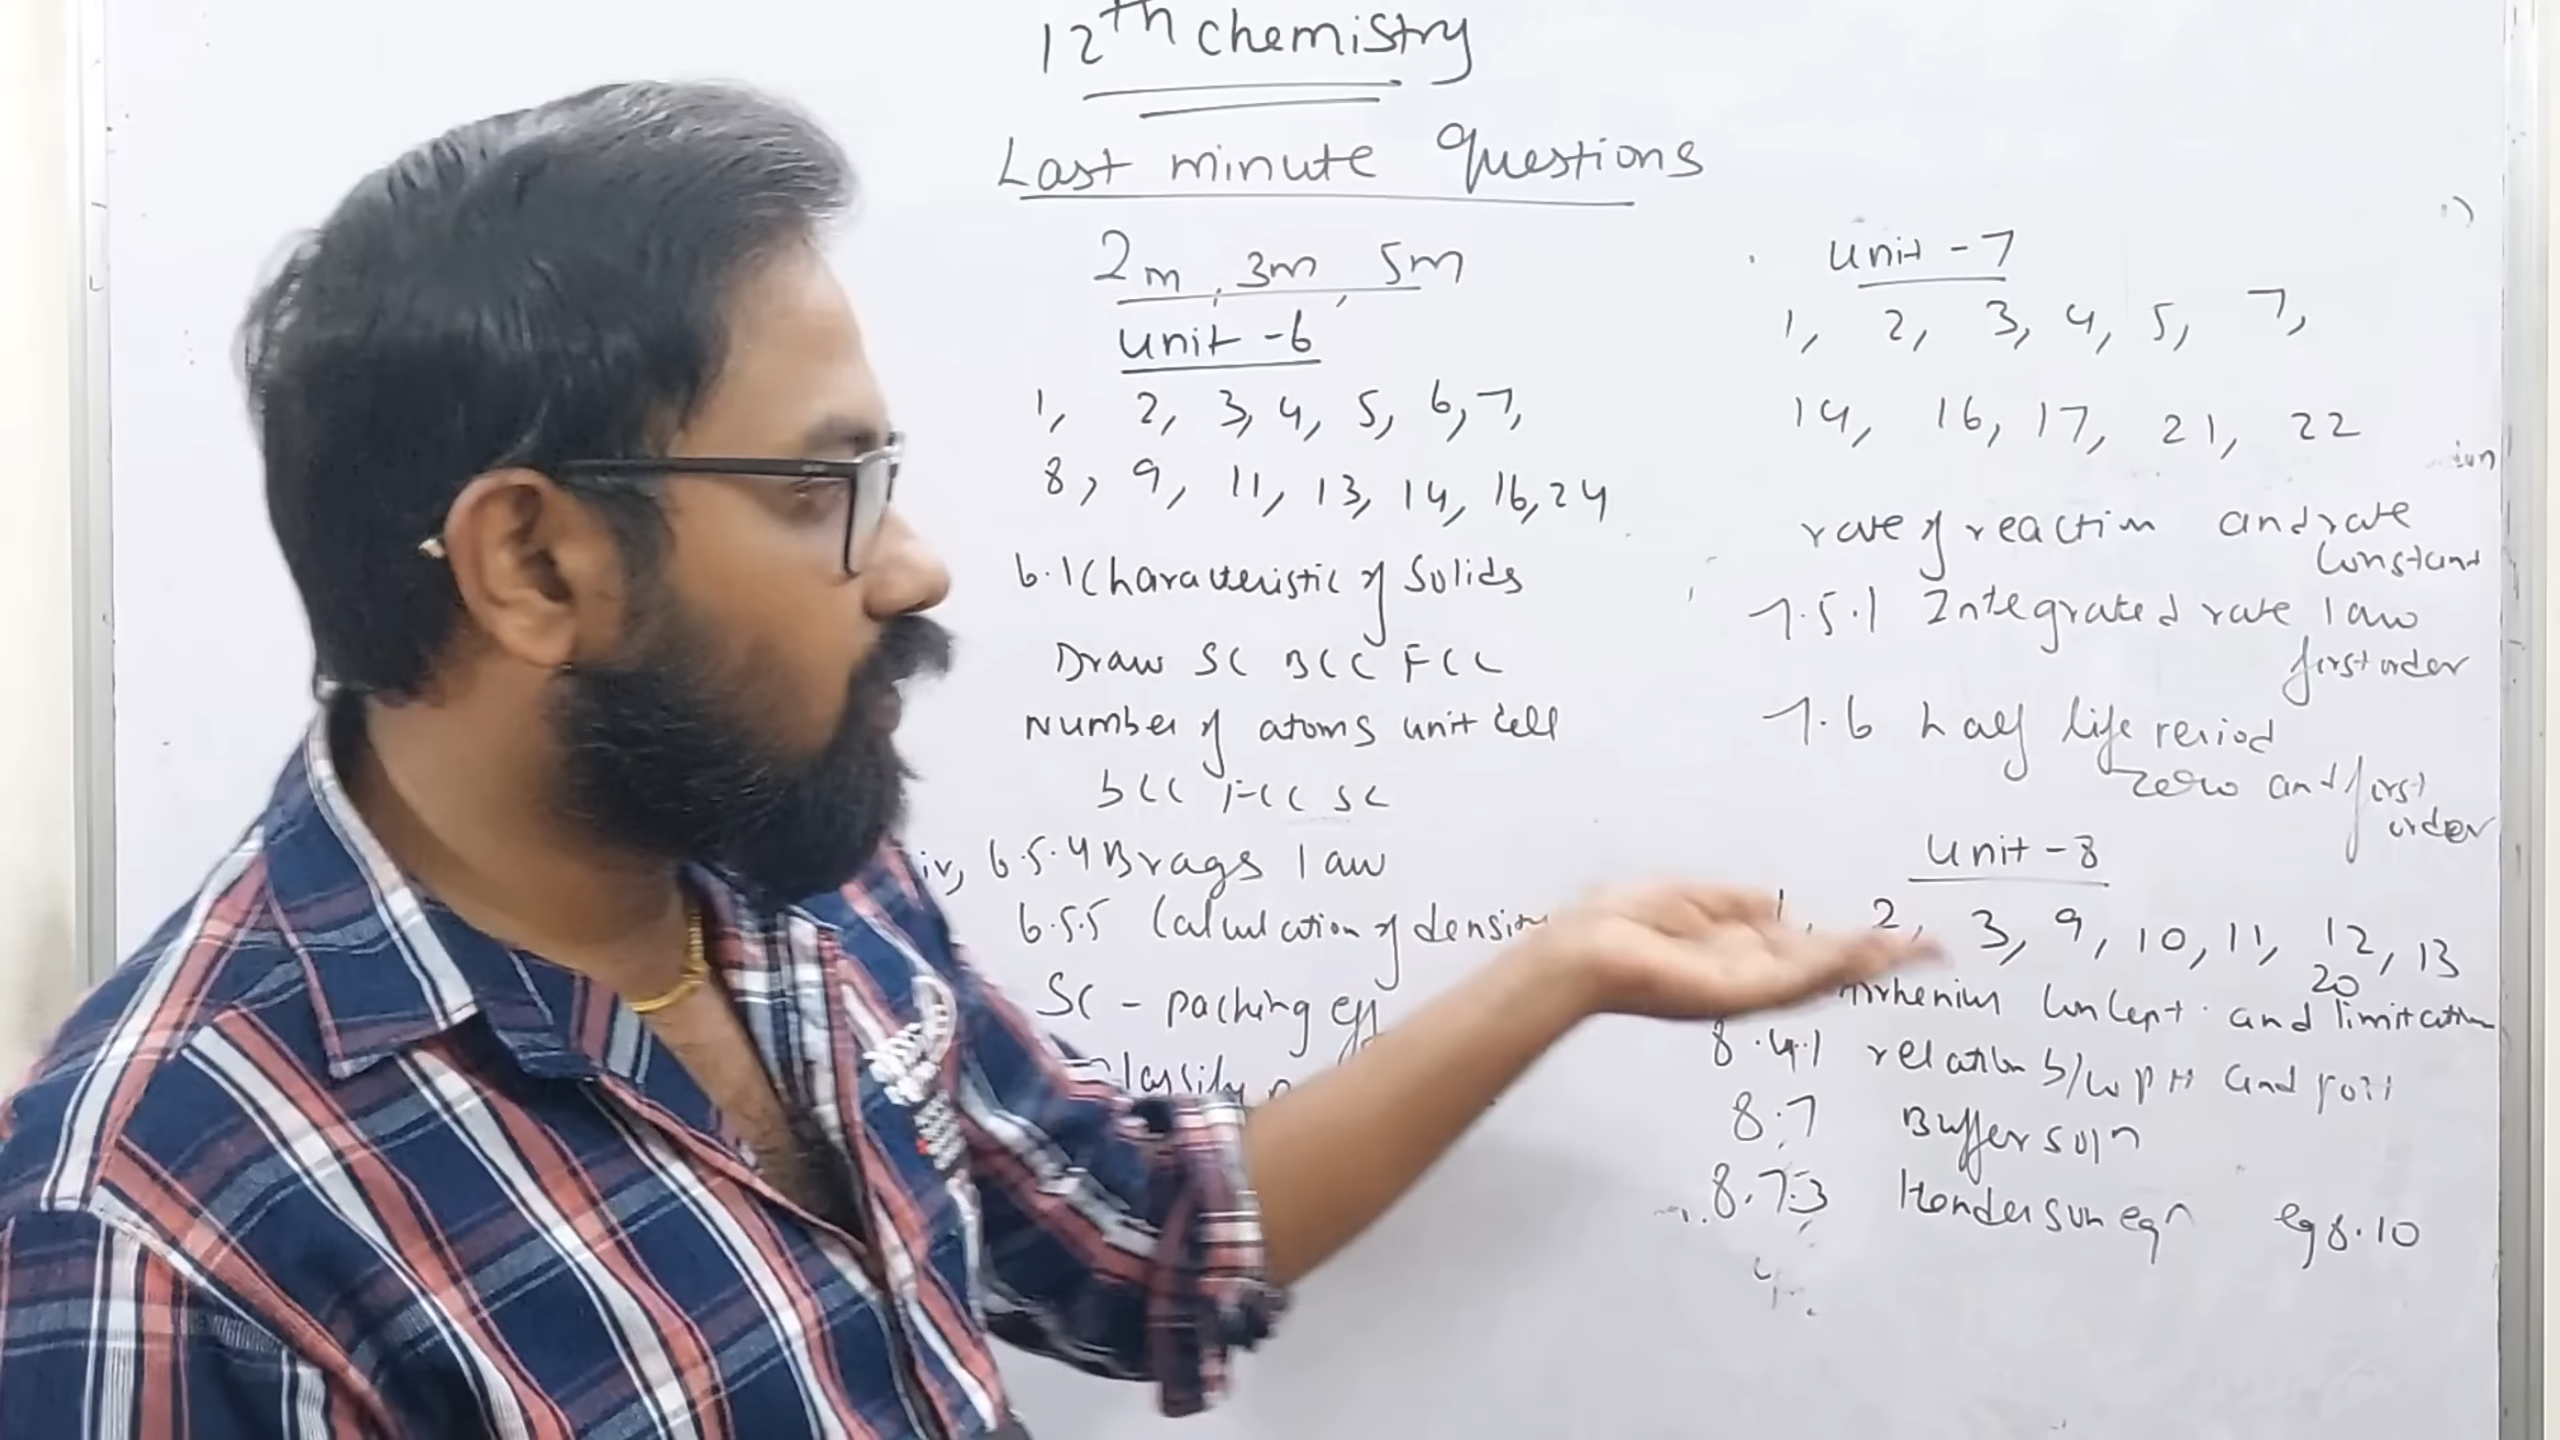 12th chemistry
Last minute Questions
2m, 3m, 5m
unit - 6
1, 2, 3, 4, 5, 6, 7,
8, 9, 11, 13, 14, 16, 24
6.1 Characteristic of Solids
Draw SC BCC FCC
Number of atoms unit cell
BCC FCC SC
iv, 6.5.4 Brags law
6.5.5 Calculation of density
SC - packing eff
Classify
unit - 7
1, 2, 3, 4, 5, 7,
14, 16, 17, 21, 22
rate of reaction and rate
constant
7.5.1 Integrated rate law
first order
7.6 half life period
zero and first
order
unit - 8
1, 2, 3, 9, 10, 11, 12, 13
20
Arrhenius Concept and limitation
8.4.1 relation b/w pH and pOH
8.7 Buffer soln
8.7.3 Henderson eqn eg 8.10